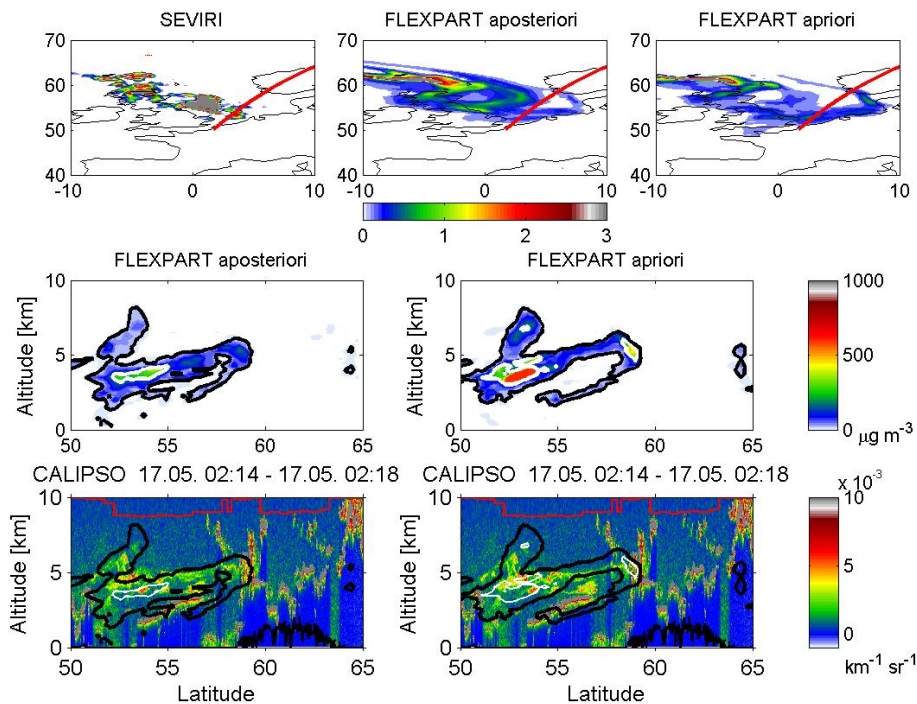 SEVIRI FLEXPART aposteriori FLEXPART apriori
70 70 70
60 60 60
50 50 50
40 40 40
-10 0 10 -10 0 10 -10 0 10
0 1 2 3
FLEXPART aposteriori FLEXPART apriori
10 10 1000
Altitude [km] 5 Altitude [km] 5 500
0 0 0
50 55 60 65 50 55 60 65 μg m-3
CALIPSO 17.05. 02:14 - 17.05. 02:18 CALIPSO 17.05. 02:14 - 17.05. 02:18 x 10-3
10 10 10
Altitude [km] 5 Altitude [km] 5 5
0 0 0
50 55 60 65 50 55 60 65 km-1 sr-1
Latitude Latitude